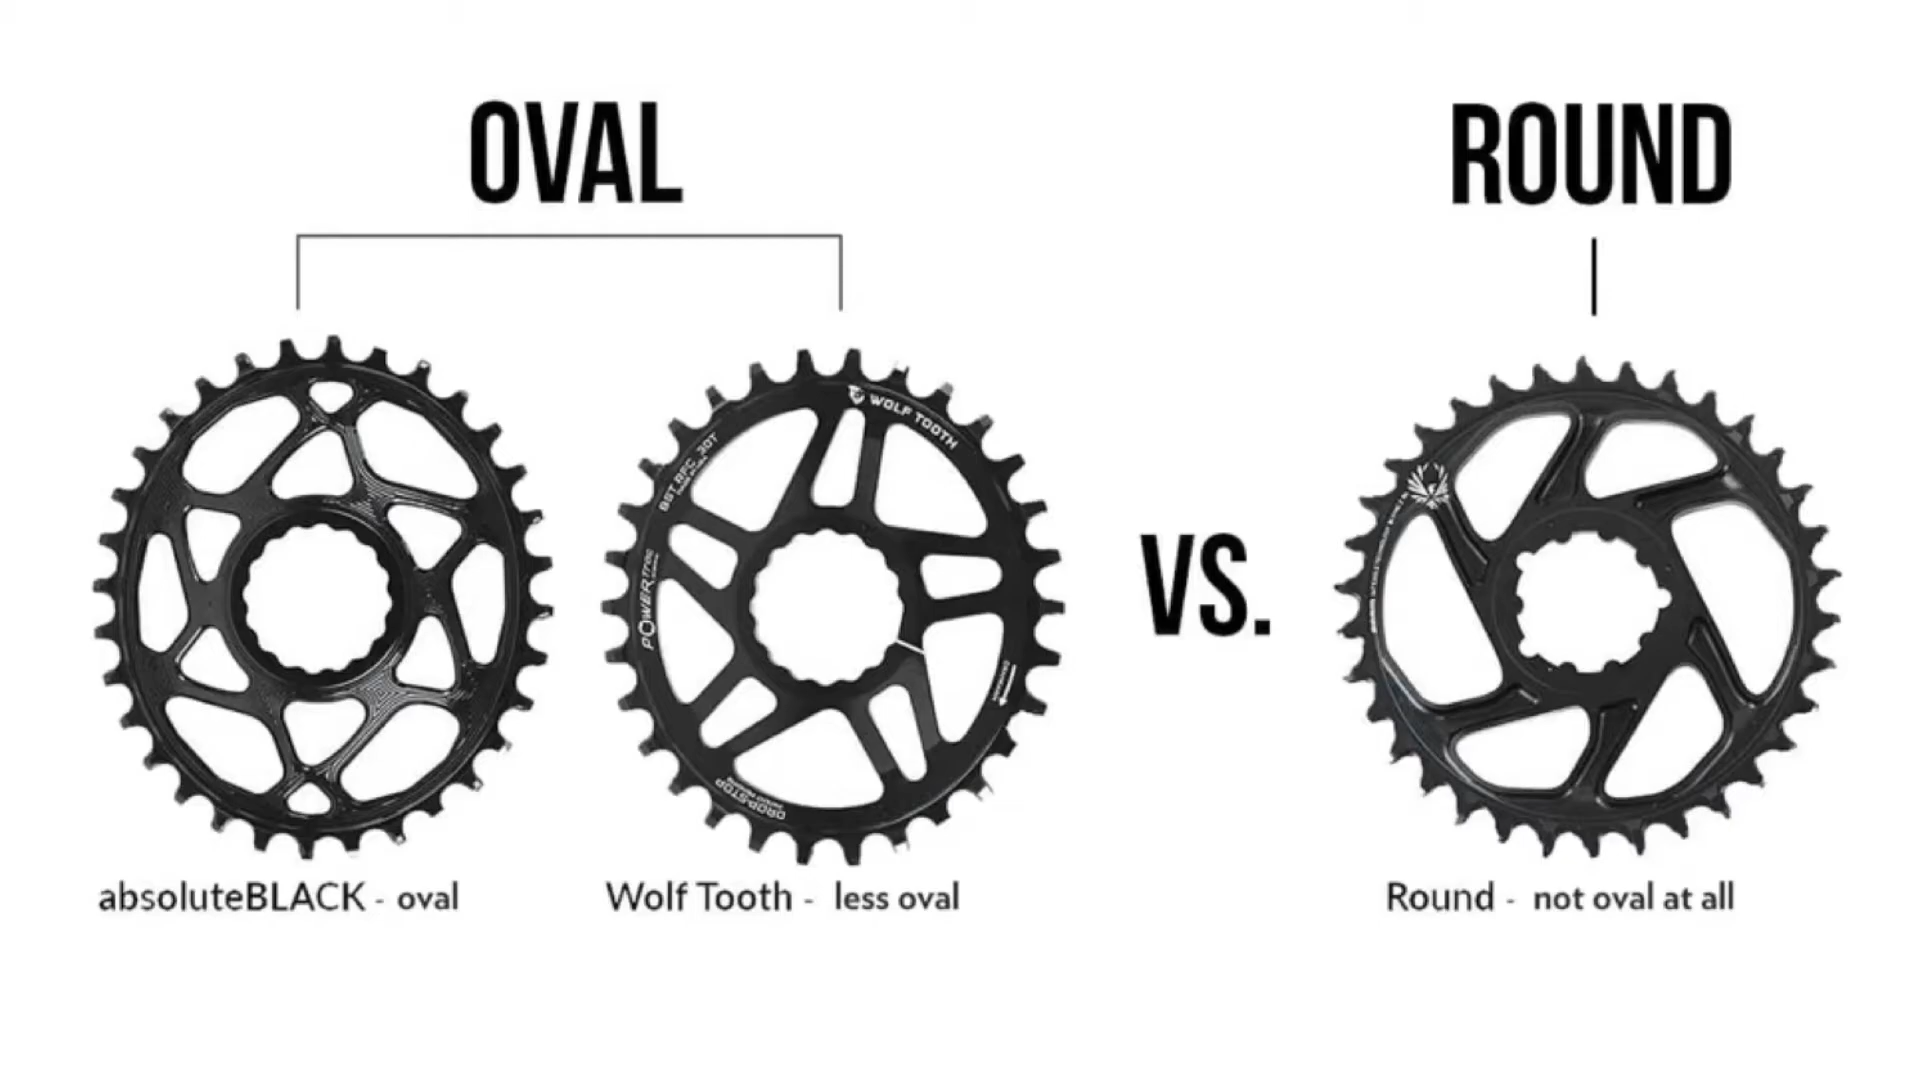 OVAL
ROUND
WOLF TOOTH
POWERTRAC
DROP-STOP
VS.
absoluteBLACK - oval
Wolf Tooth - less oval
Round - not oval at all